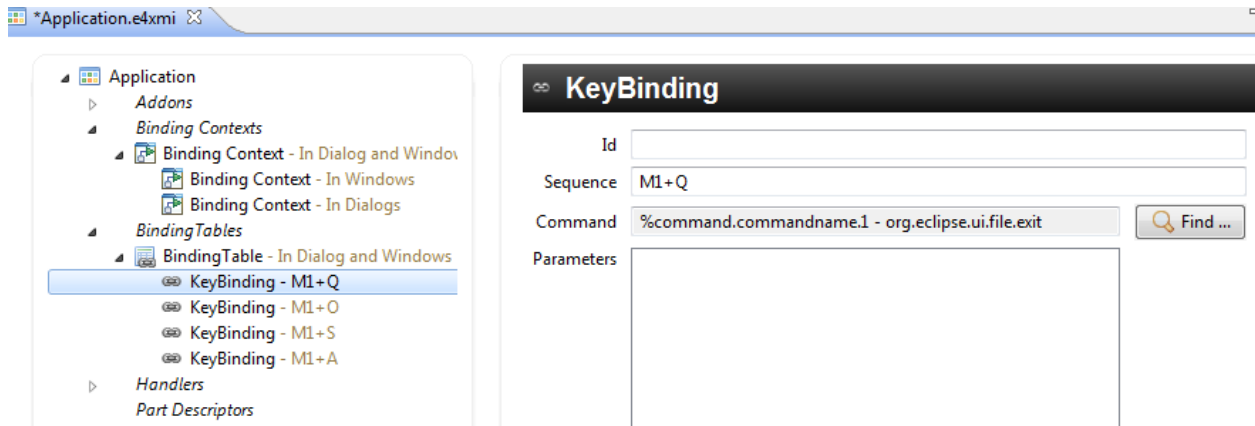 *Application.e4xmi
Application
Addons
Binding Contexts
Binding Context - In Dialog and Window
Binding Context - In Windows
Binding Context - In Dialogs
BindingTables
BindingTable - In Dialog and Windows
KeyBinding - M1+Q
KeyBinding - M1+O
KeyBinding - M1+S
KeyBinding - M1+A
Handlers
Part Descriptors
KeyBinding
Id
Sequence M1+Q
Command %command.commandname.1 - org.eclipse.ui.file.exit Find ...
Parameters